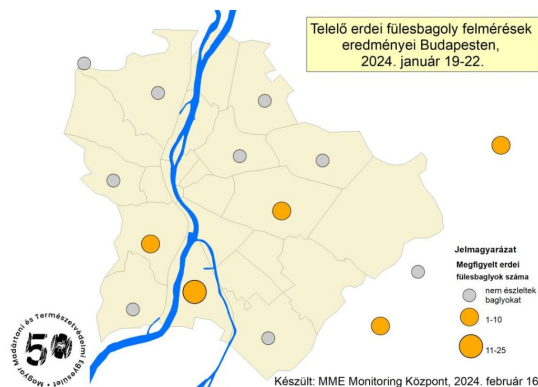 Telelő erdei fülesbagoly felmérések
eredményei Budapesten,
2024. január 19-22.
Jelmagyarázat
Megfigyelt erdei
fülesbaglyok száma
nem észleltek
baglyokat
1-10
11-25
Magyar Madártani és Természetvédelmi Egyesület
50
Készült: MME Monitoring Központ, 2024. február 16